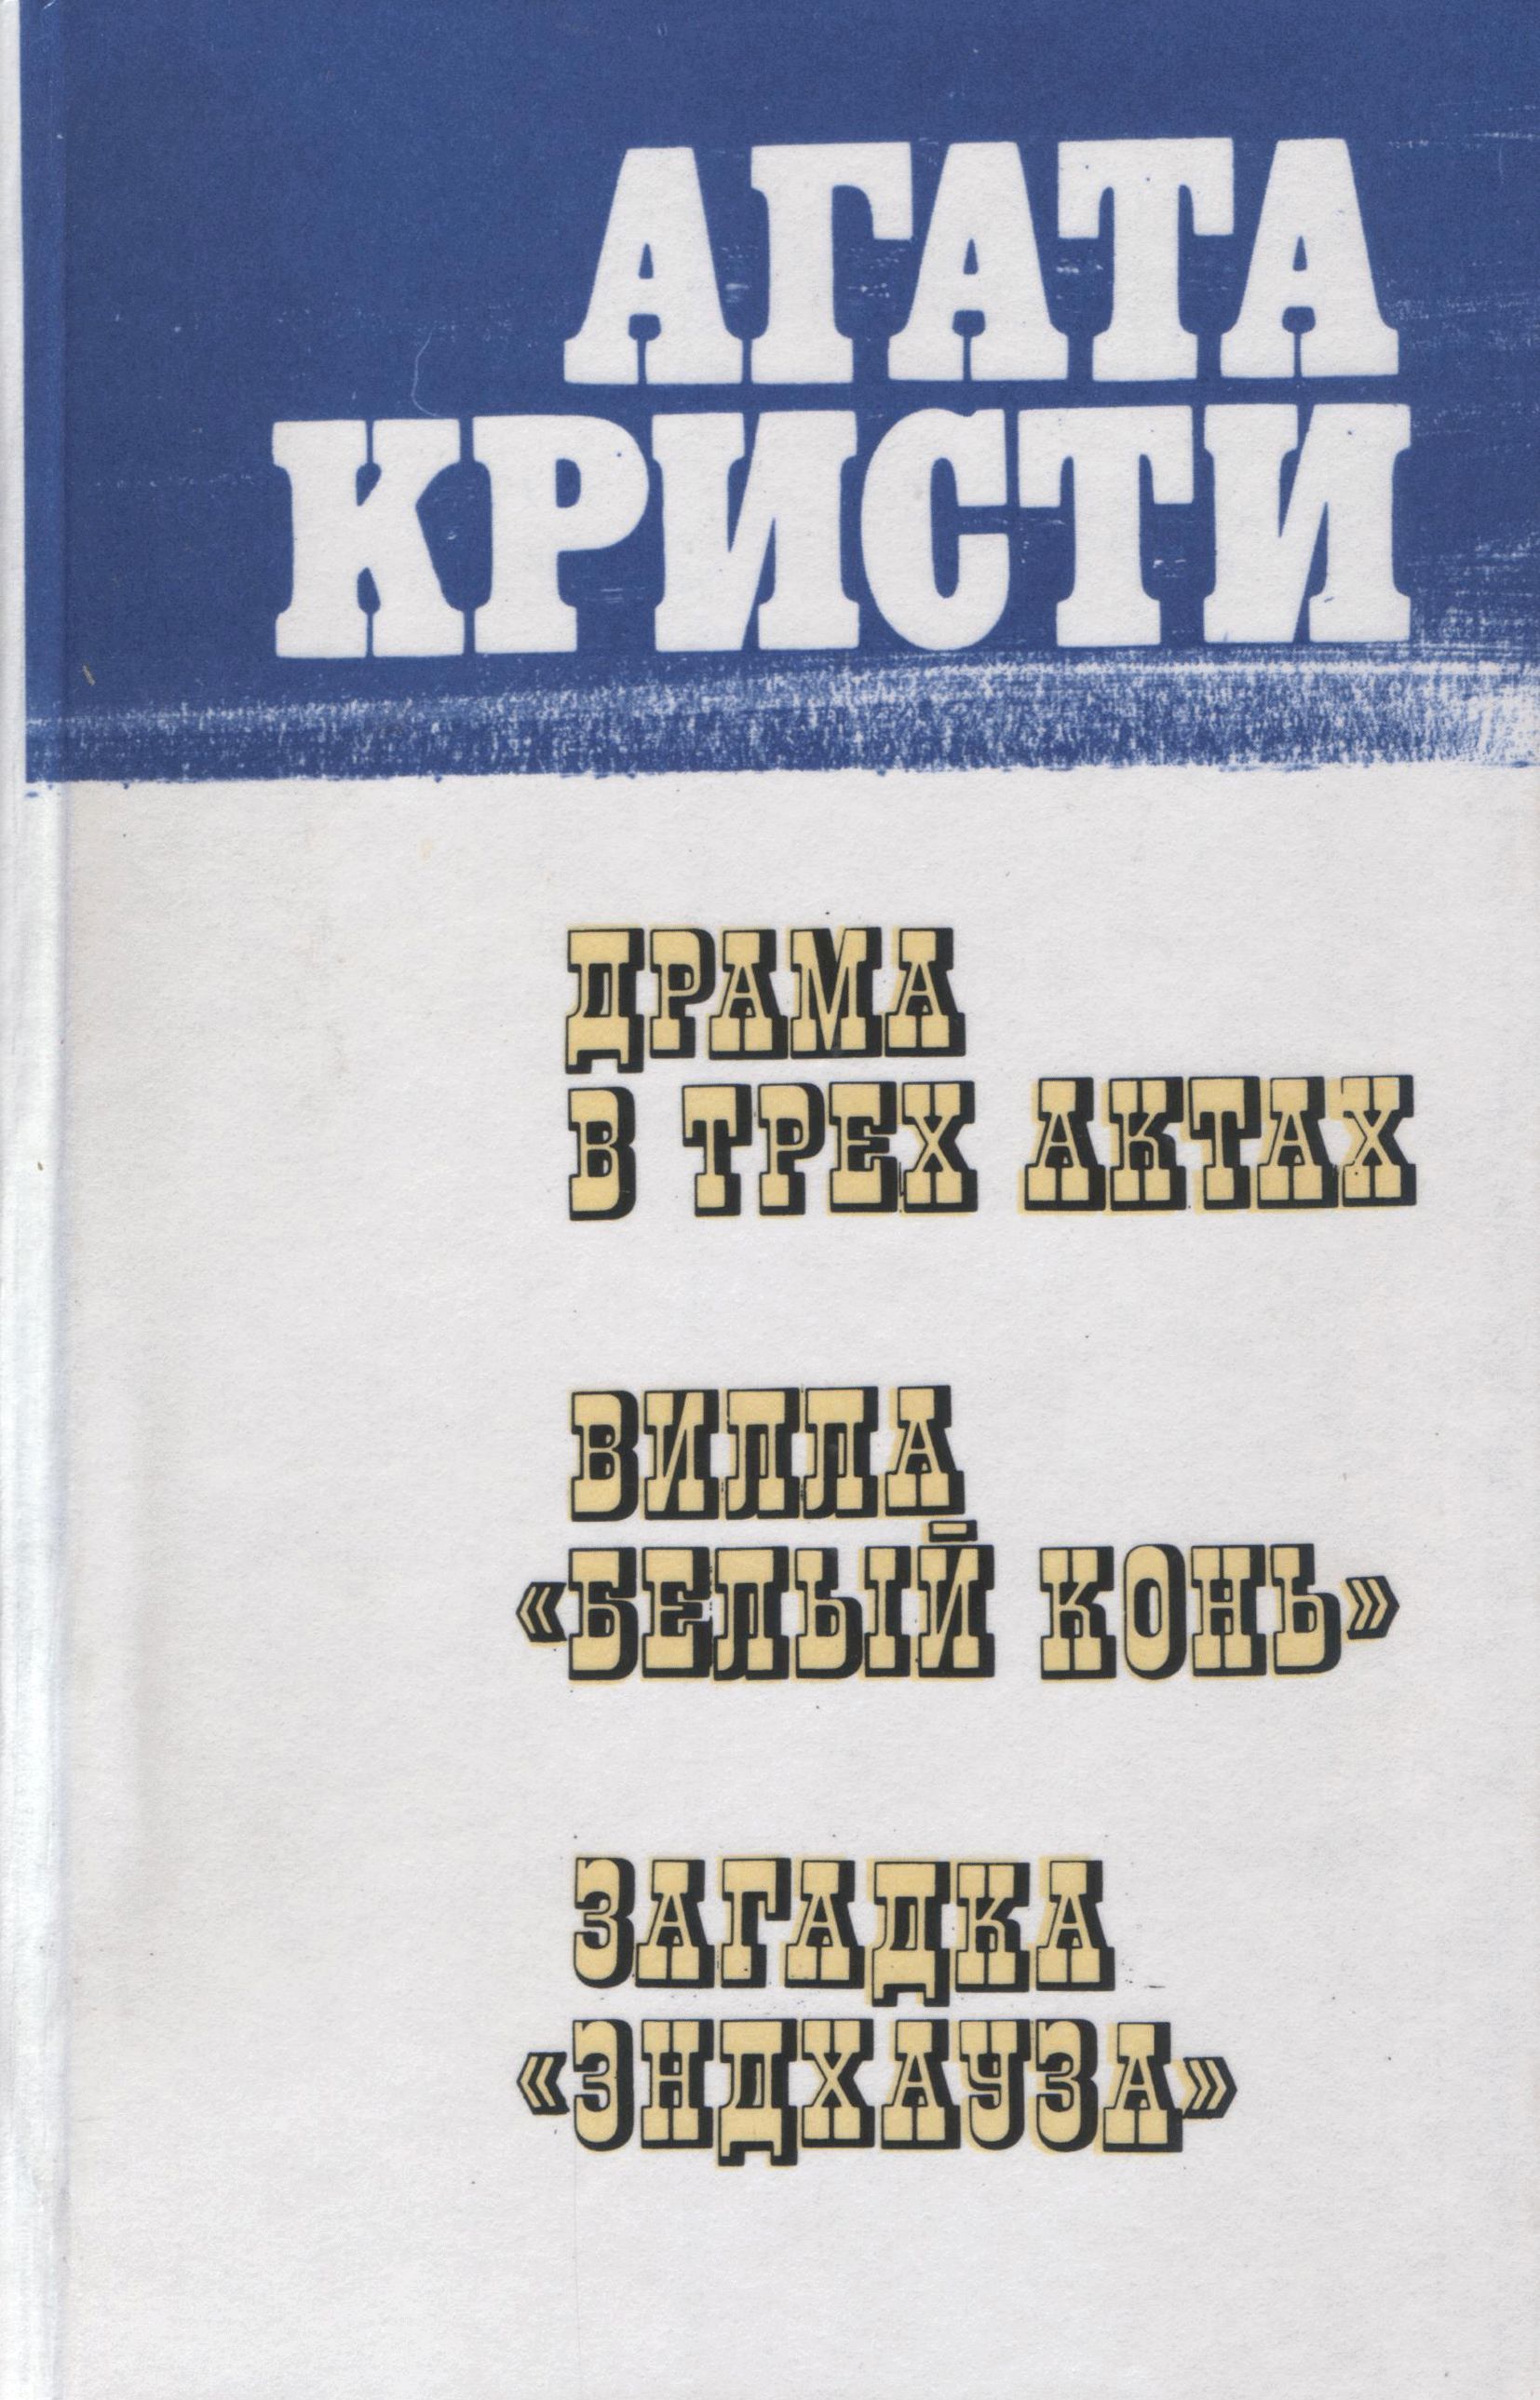 АГАТА
КРИСТИ
ДРАМА
В ТРЕХ АКТАХ
ВИЛЛА
«БЕЛЫЙ КОНЬ»
ЗАГАДКА
«ЭНДХАУЗА»